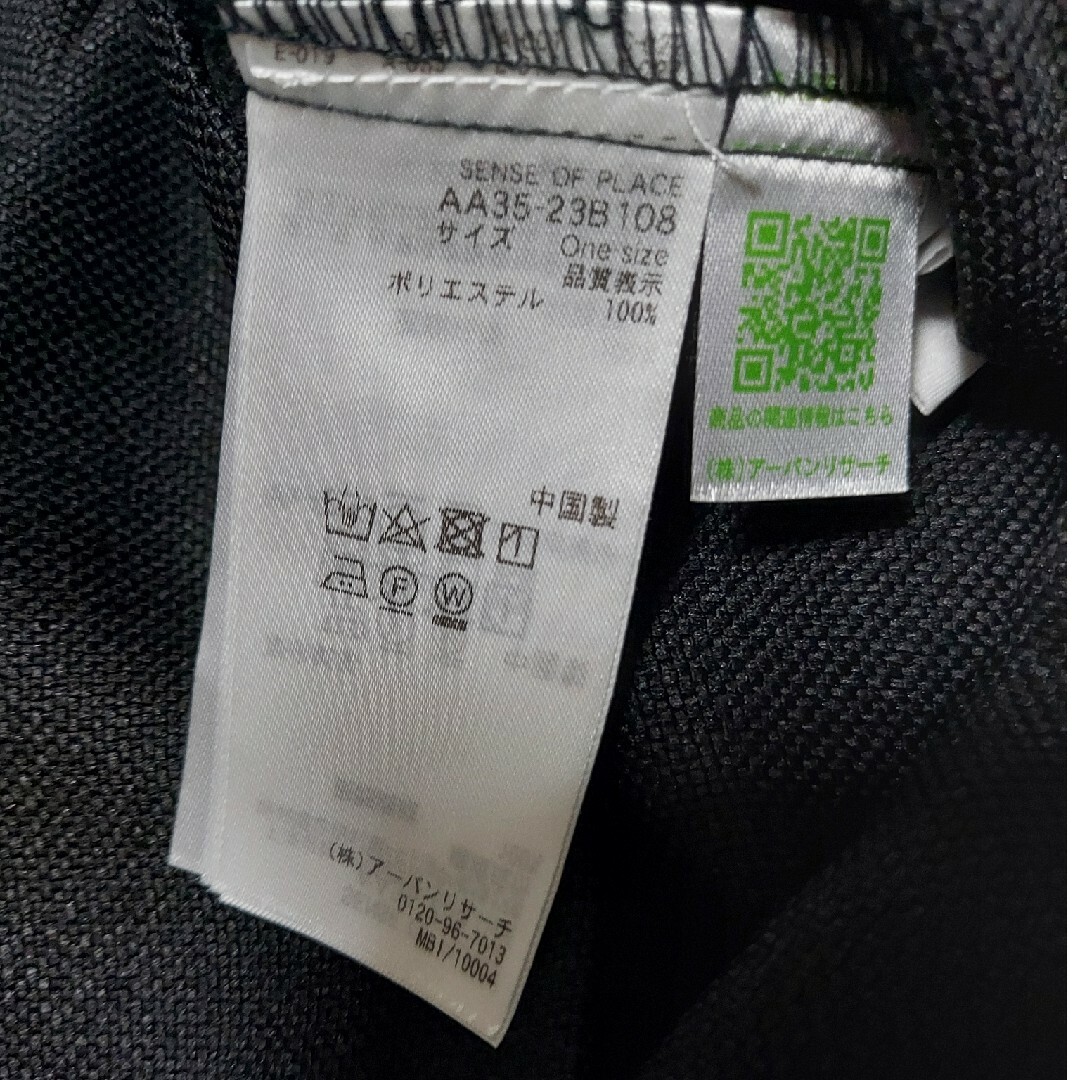 E-019
SENSE OF PLACE
AA35-23B108
サイズ One size
品質表示
ポリエステル 100%
中国製
F W
(株)アーバンリサーチ
0120-96-7013
MBI/10004
商品の関連情報はこちら
(株)アーバンリサーチ